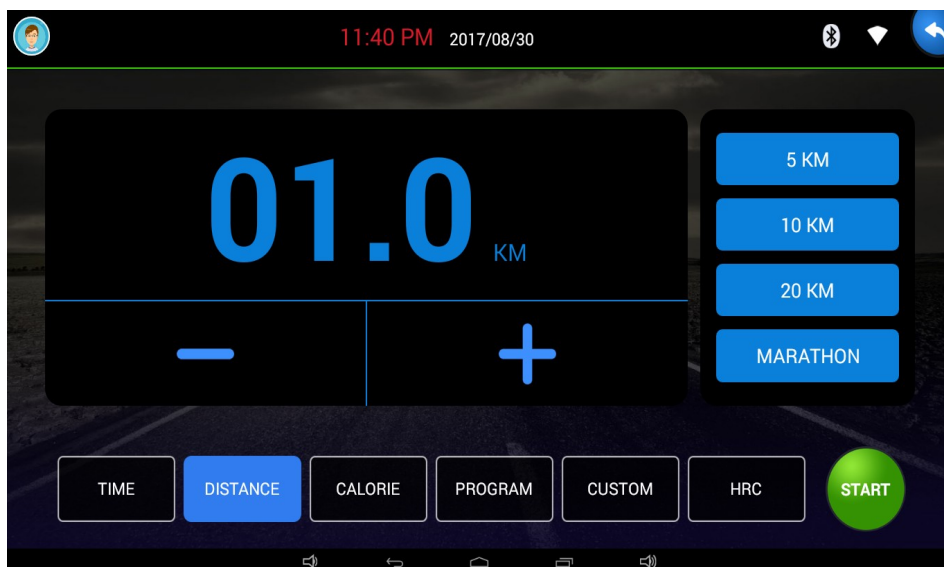 11:40 PM 2017/08/30
01.0 KM
5 KM
10 KM
20 KM
MARATHON
TIME DISTANCE CALORIE PROGRAM CUSTOM HRC START